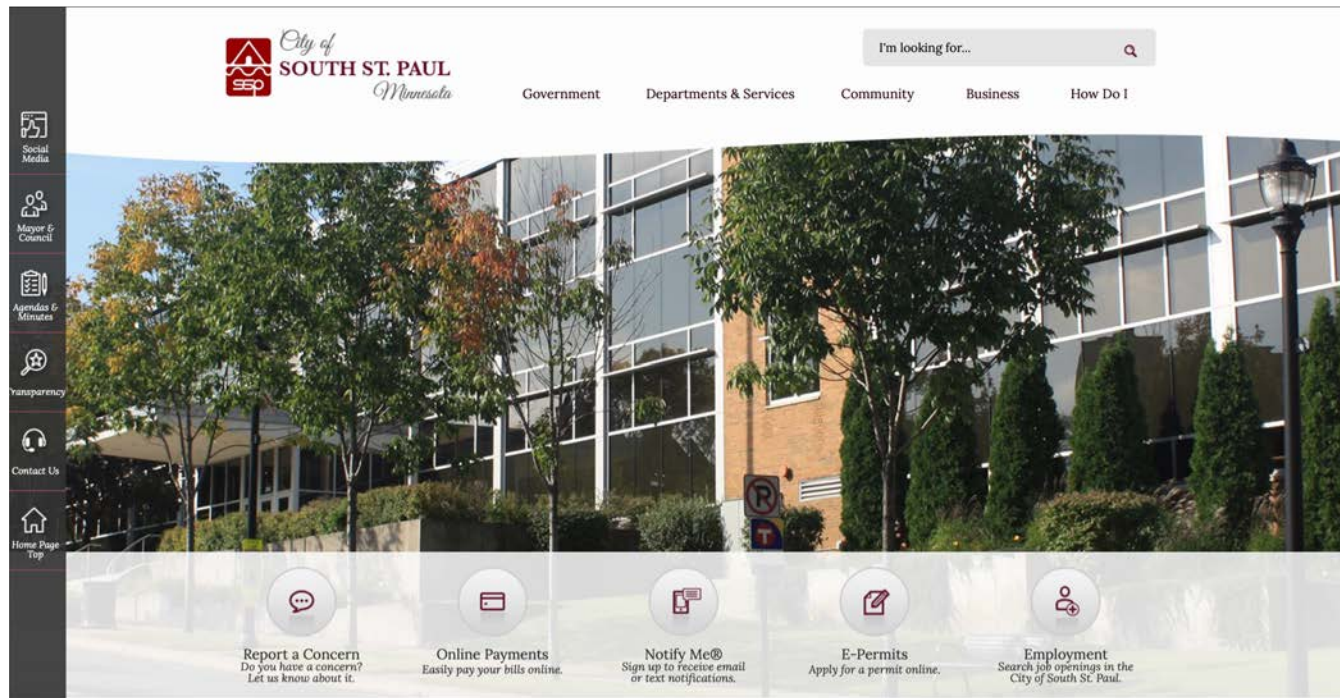 City of
SOUTH ST. PAUL
Minnesota
SSP
I'm looking for...
Government
Departments & Services
Community
Business
How Do I
Social
Media
Mayor &
Council
Agendas &
Minutes
Transparency
Contact Us
Home Page
Top
R
T
Report a Concern
Do you have a concern?
Let us know about it.
Online Payments
Easily pay your bills online.
Notify Me®
Sign up to receive email
or text notifications.
E-Permits
Apply for a permit online.
Employment
Search job openings in the
City of South St. Paul.